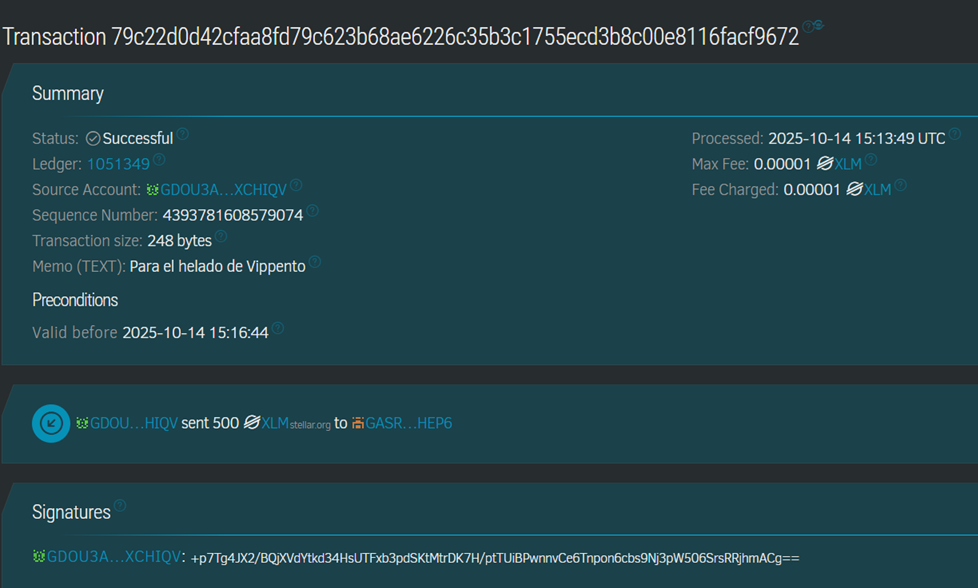 Transaction 79c22d0d42cfaa8fd79c623b68ae6226c35b3c1755ecd3b8c00e8116facf9672
Summary
Status: Successful
Processed: 2025-10-14 15:13:49 UTC
Ledger: 1051349
Max Fee: 0.00001 XLM
Source Account: GDOU3A…XCHIQV
Fee Charged: 0.00001 XLM
Sequence Number: 4393781608579074
Transaction size: 248 bytes
Memo (TEXT): Para el helado de Vippento
Preconditions
Valid before 2025-10-14 15:16:44
GDOU…HIQV sent 500 XLM stellar.org to GASR…HEP6
Signatures
GDOU3A…XCHIQV: +p7Tg4JX2/BQjXVdYtkd34HsUTFxb3pdSKtMtrDK7H/ptTUiBPwnnvCe6Tnpon6cbs9Nj3pW506SrsRRjhmACg==